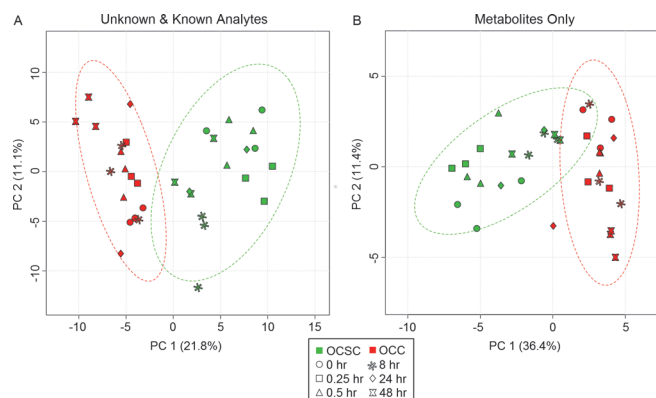 A
Unknown & Known Analytes
PC 2 (11.1%)
10
5
0
-5
-10
-10
-5
0
5
10
15
PC 1 (21.8%)
B
Metabolites Only
PC 2 (11.4%)
5
0
-5
-10
-5
0
5
PC 1 (36.4%)
OCSC OCC
0 hr 8 hr
0.25 hr 24 hr
0.5 hr 48 hr